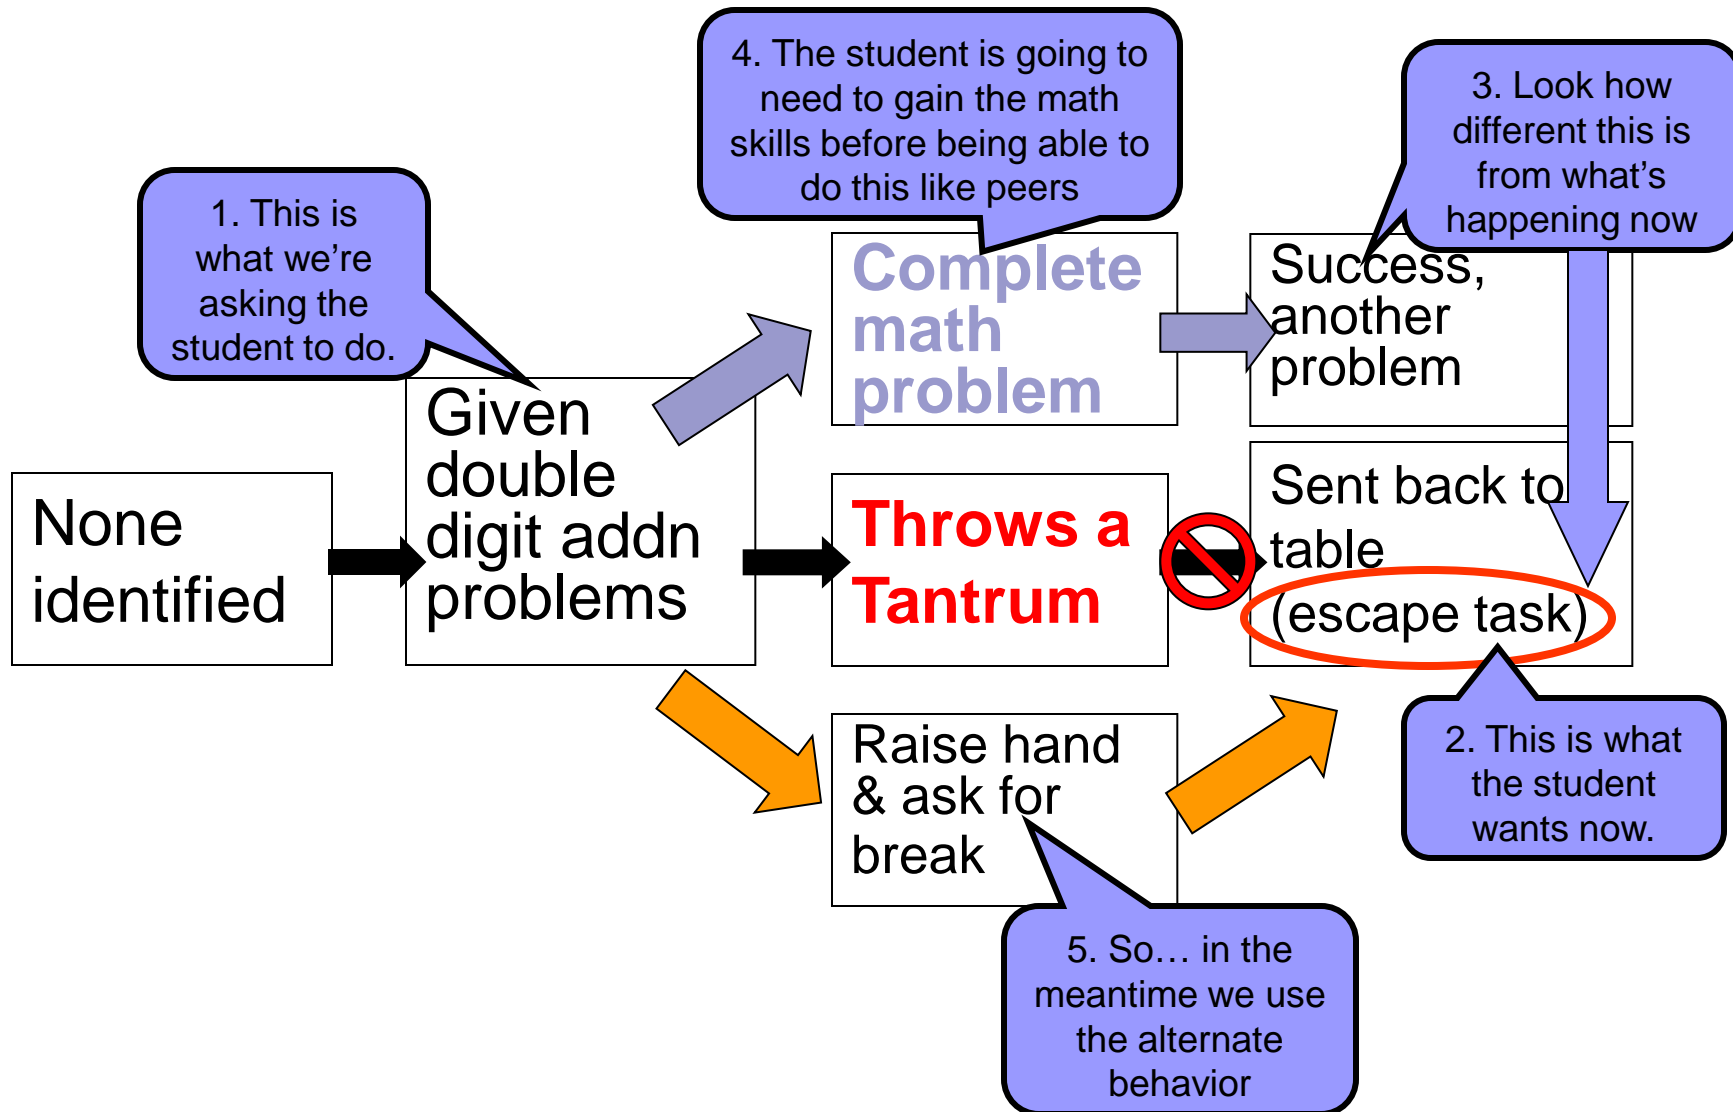 4. The student is going to
need to gain the math
skills before being able to
do this like peers
3. Look how
different this is
from what's
happening now
1. This is
what we're
asking the
student to do.
Complete
math
problem
Success,
another
problem
Given
double
digit addn
problems
None
identified
Throws a
Tantrum
Sent back to
table
(escape task)
2. This is what
the student
wants now.
Raise hand
& ask for
break
5. So… in the
meantime we use
the alternate
behavior